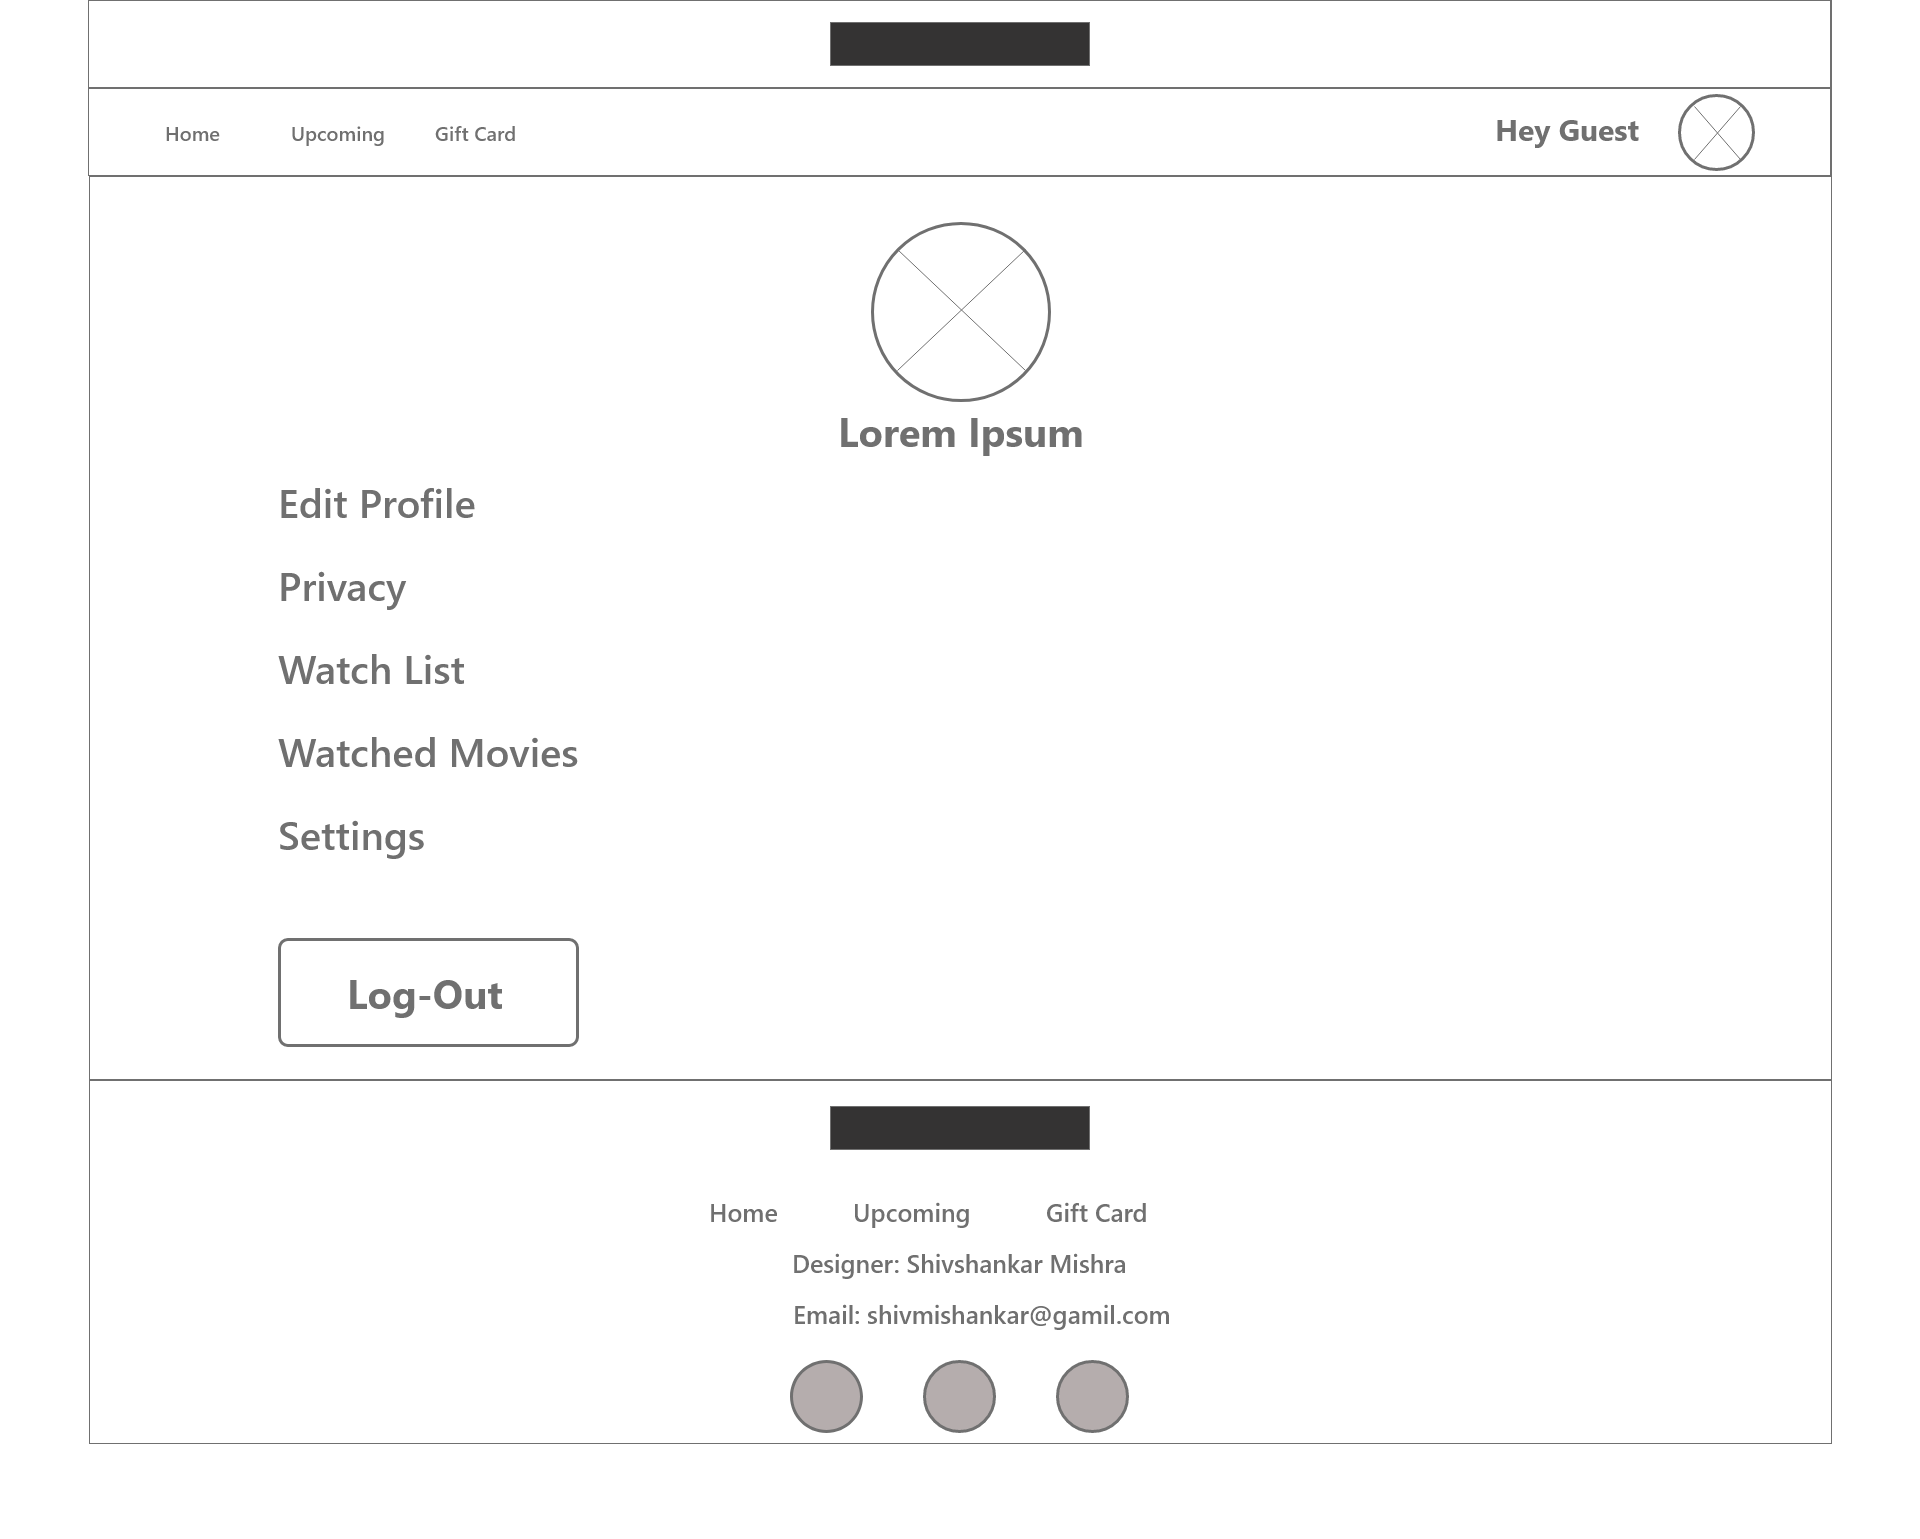 Home Upcoming Gift Card Hey Guest
Lorem Ipsum
Edit Profile
Privacy
Watch List
Watched Movies
Settings
Log-Out
Home Upcoming Gift Card
Designer: Shivshankar Mishra
Email: shivmishankar@gamil.com